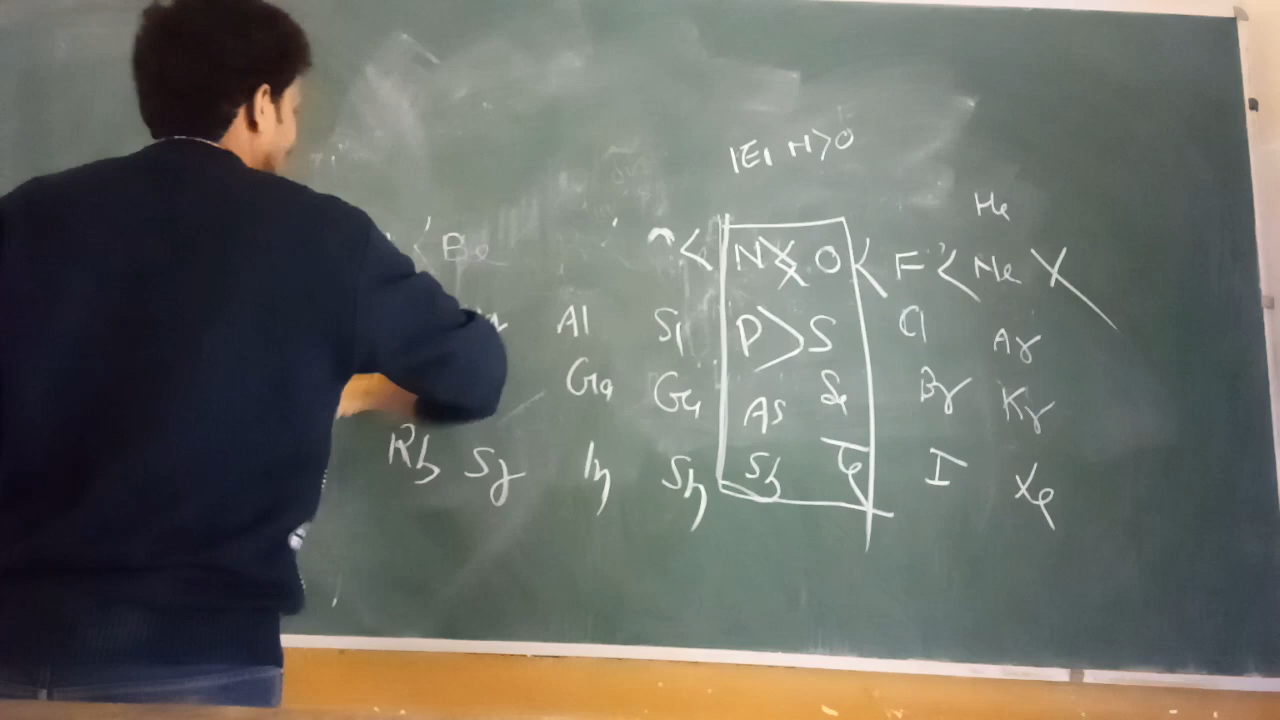 |E₁ N>O
He
< Be < N O < F < Ne X
Al Si P > S Cl Ar
Ga Ge As Se Br Kr
Rb Sr In Sn Sb Te I Xe